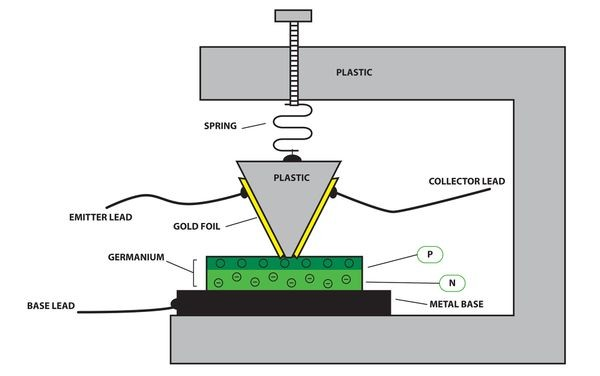 PLASTIC
SPRING
PLASTIC
COLLECTOR LEAD
EMITTER LEAD
GOLD FOIL
GERMANIUM
P
N
BASE LEAD
METAL BASE